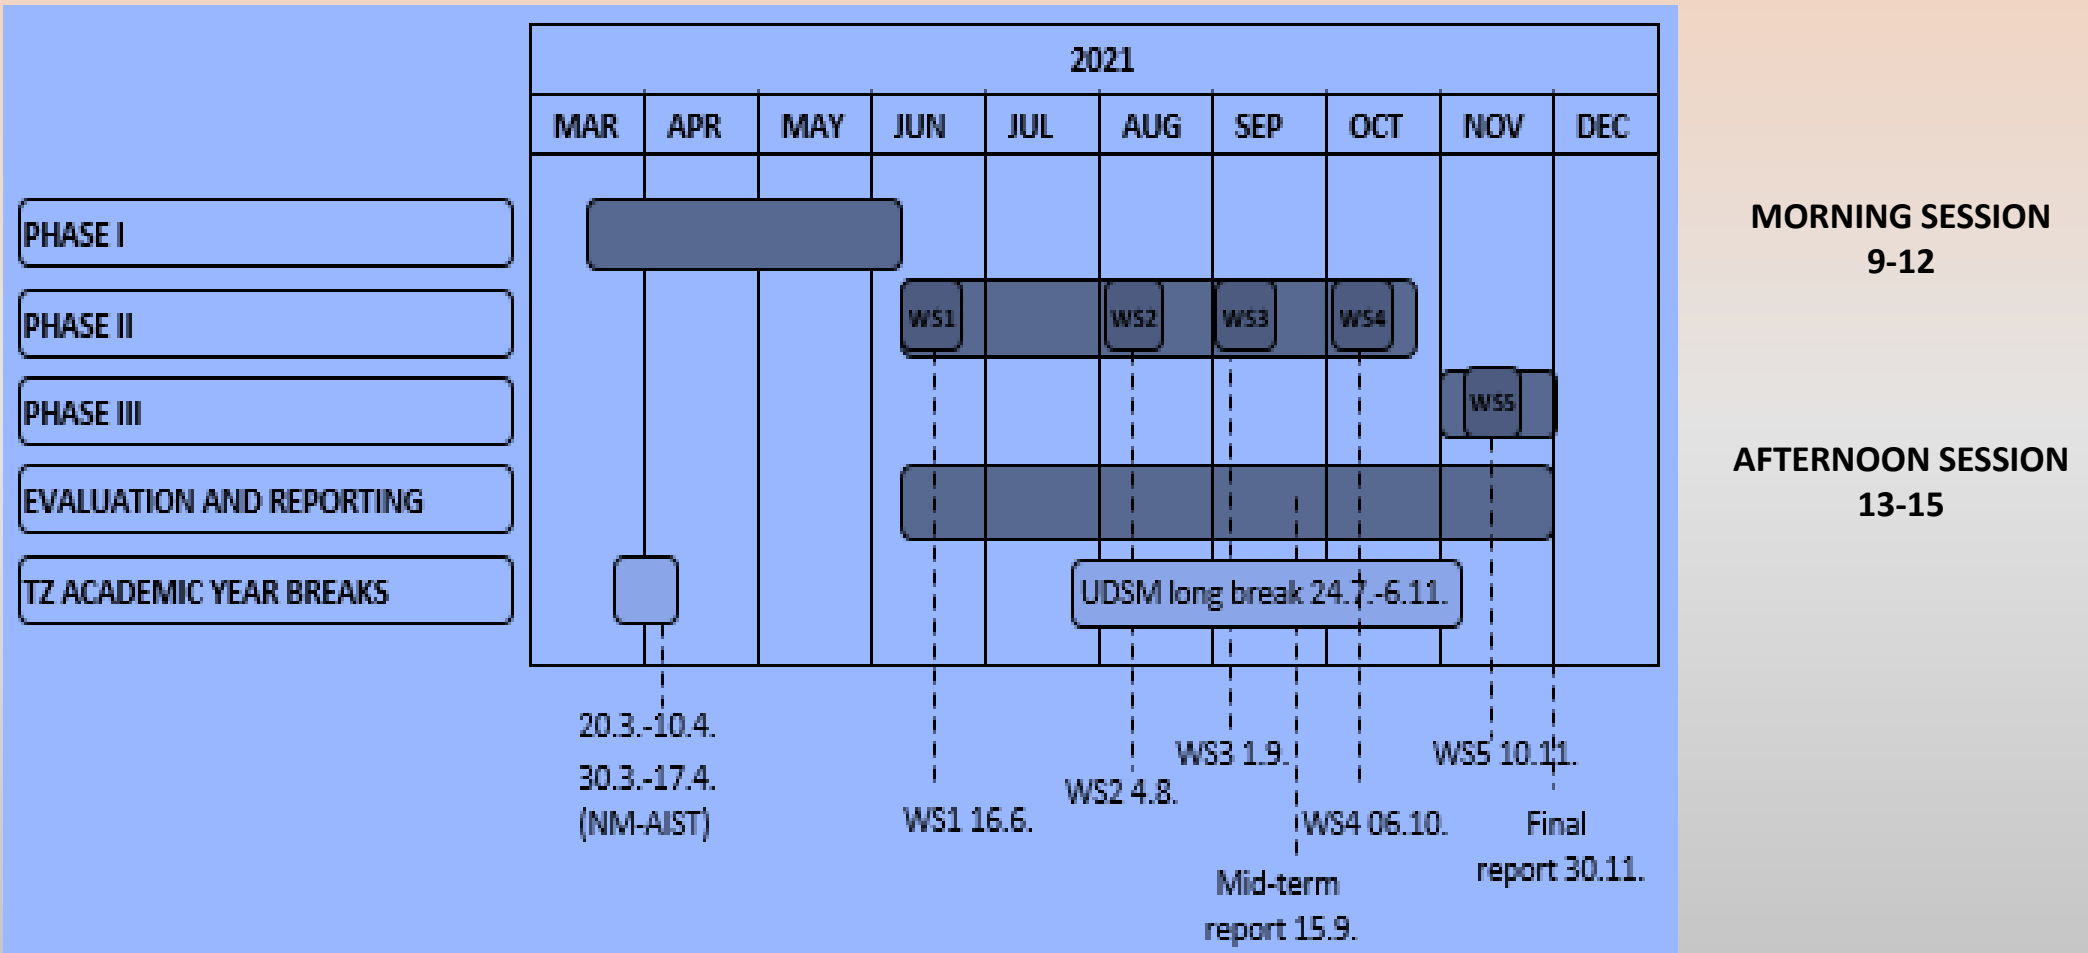 2021
MAR APR MAY JUN JUL AUG SEP OCT NOV DEC
PHASE I
PHASE II
WS1 WS2 WS3 WS4
PHASE III
WS5
EVALUATION AND REPORTING
TZ ACADEMIC YEAR BREAKS
UDSM long break 24.7.-6.11.
20.3.-10.4.
30.3.-17.4.
(NM-AIST)
WS1 16.6.
WS2 4.8.
WS3 1.9.
Mid-term
report 15.9.
WS4 06.10.
WS5 10.11.
Final
report 30.11.
MORNING SESSION
9-12
AFTERNOON SESSION
13-15